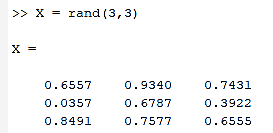 >> X = rand(3,3)
X =
0.6557 0.9340 0.7431
0.0357 0.6787 0.3922
0.8491 0.7577 0.6555